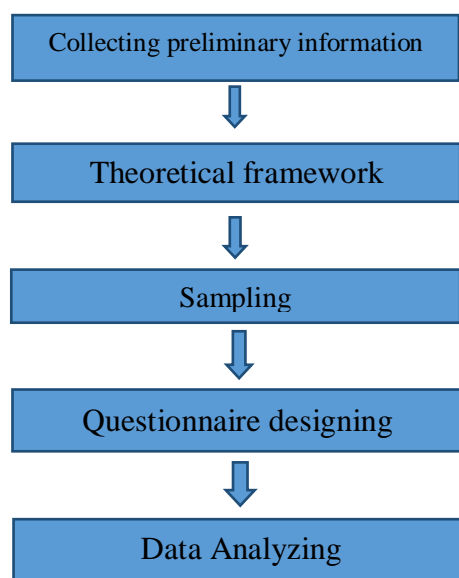 Collecting preliminary information
Theoretical framework
Sampling
Questionnaire designing
Data Analyzing